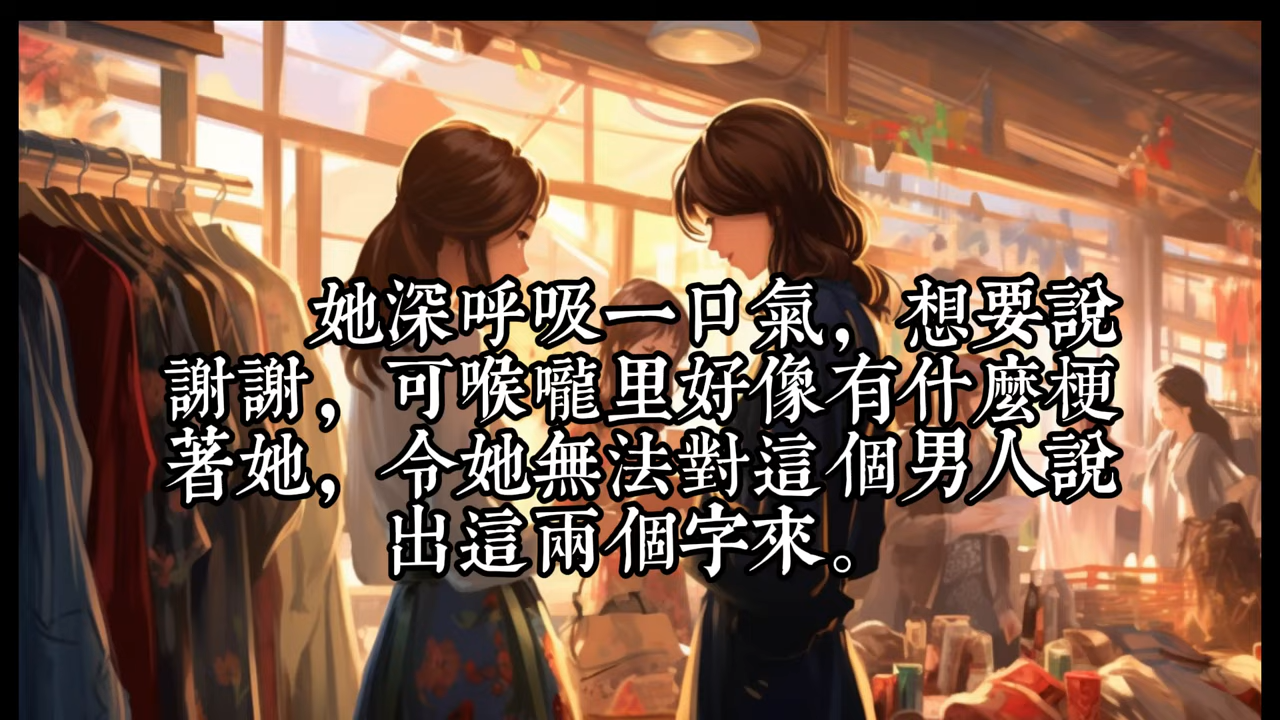 她深呼吸一口氣，想要說
謝謝，可喉嚨里好像有什麼梗
著她，令她無法對這個男人說
出這兩個字來。